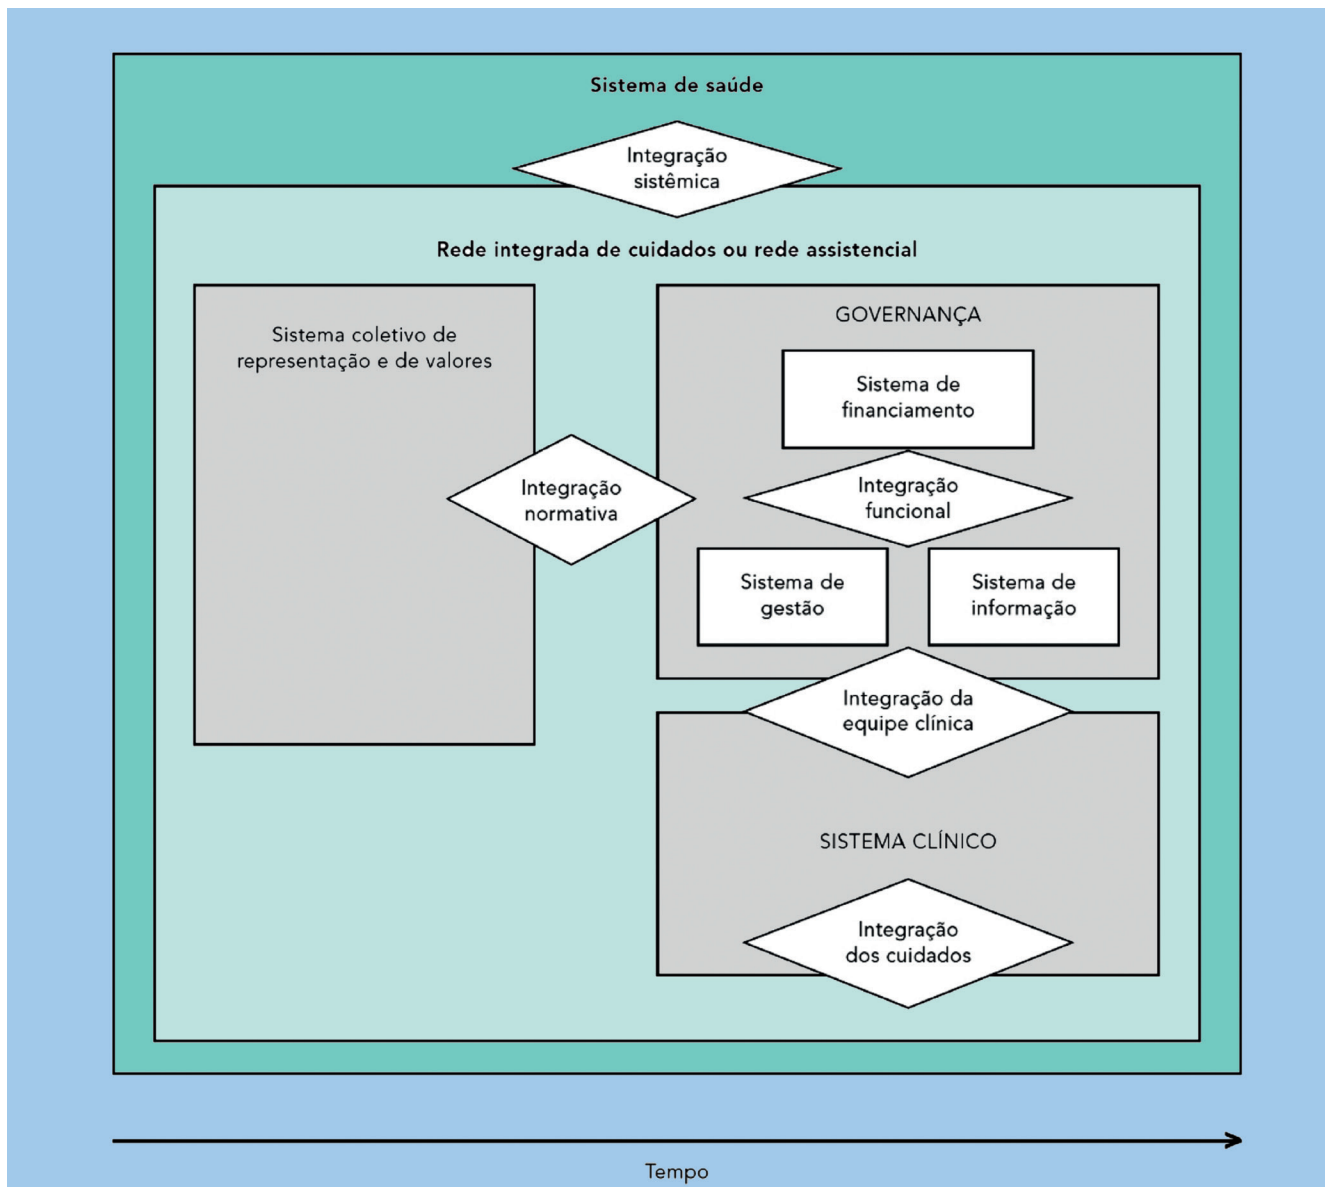 Sistema de saúde
Integração
sistêmica
Rede integrada de cuidados ou rede assistencial
Sistema coletivo de
representação e de valores
Integração
normativa
GOVERNANÇA
Sistema de
financiamento
Integração
funcional
Sistema de
gestão
Sistema de
informação
Integração da
equipe clínica
SISTEMA CLÍNICO
Integração
dos cuidados
Tempo